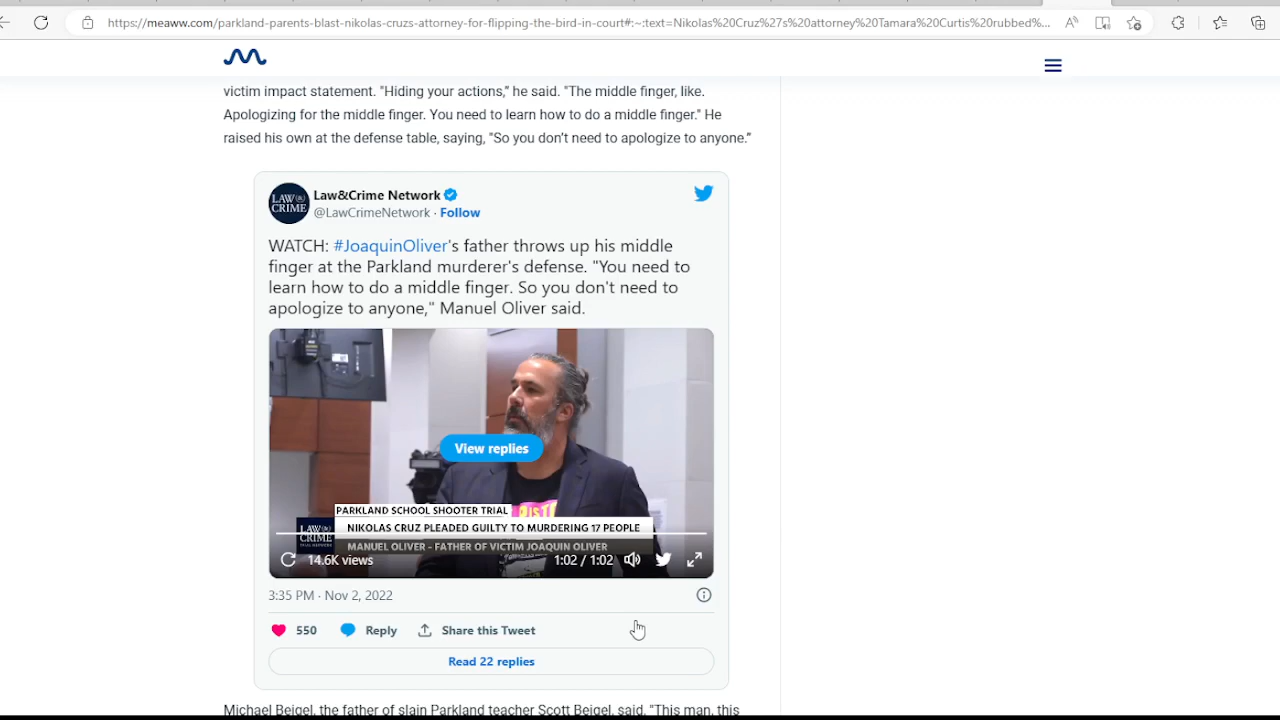 https://meaww.com/parkland-parents-blast-nikolas-cruzs-attorney-for-flipping-the-bird-in-court#:~:text=Nikolas%20Cruz%27s%20attorney%20Tamara%20Curtis%20rubbed%...
victim impact statement. "Hiding your actions,” he said. "The middle finger, like.
Apologizing for the middle finger. You need to learn how to do a middle finger." He
raised his own at the defense table, saying, "So you don’t need to apologize to anyone.”
LAW& CRIME
Law&Crime Network
@LawCrimeNetwork · Follow
WATCH: #JoaquinOliver's father throws up his middle
finger at the Parkland murderer's defense. "You need to
learn how to do a middle finger. So you don't need to
apologize to anyone," Manuel Oliver said.
View replies
PARKLAND SCHOOL SHOOTER TRIAL
LAW& CRIME
NIKOLAS CRUZ PLEADED GUILTY TO MURDERING 17 PEOPLE
MANUEL OLIVER - FATHER OF VICTIM JOAQUIN OLIVER
14.6K views 1:02 / 1:02
3:35 PM · Nov 2, 2022
550 Reply Share this Tweet
Read 22 replies
Michael Beigel, the father of slain Parkland teacher Scott Beigel, said, "This man, this